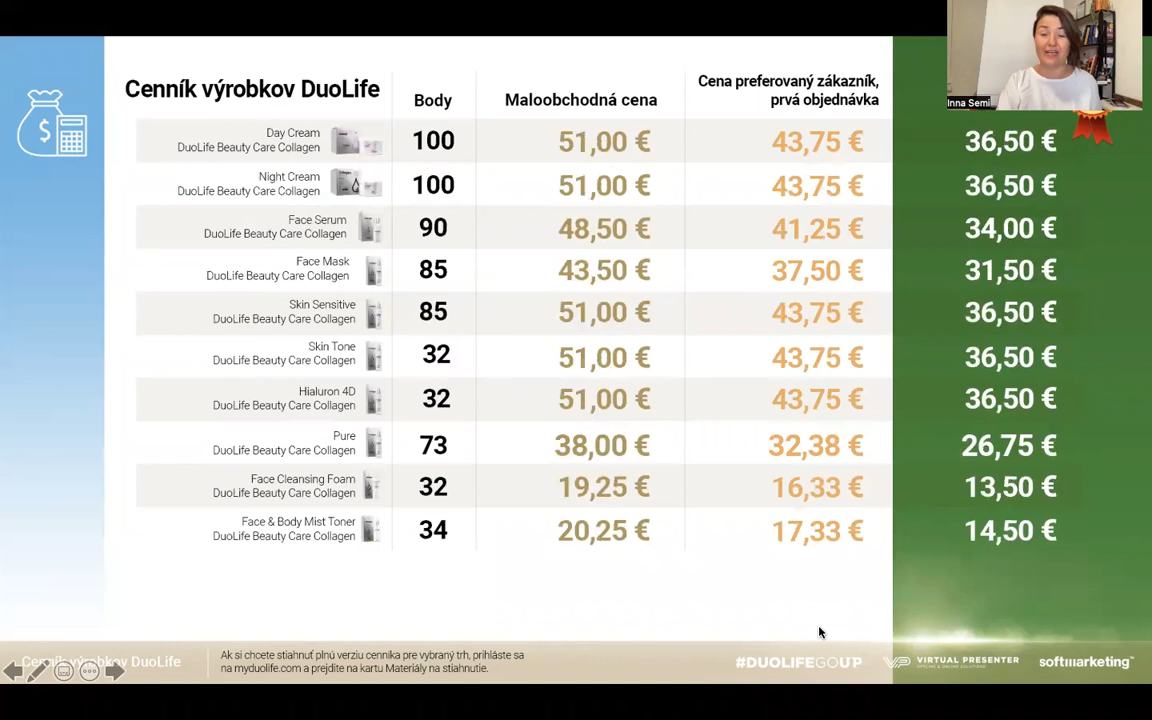 Inna Semi
Cenník výrobkov DuoLife
Body
Maloobchodná cena
Cena preferovaný zákazník,
prvá objednávka
Day Cream
DuoLife Beauty Care Collagen
100
51,00 €
43,75 €
36,50 €
Night Cream
DuoLife Beauty Care Collagen
100
51,00 €
43,75 €
36,50 €
Face Serum
DuoLife Beauty Care Collagen
90
48,50 €
41,25 €
34,00 €
Face Mask
DuoLife Beauty Care Collagen
85
43,50 €
37,50 €
31,50 €
Skin Sensitive
DuoLife Beauty Care Collagen
85
51,00 €
43,75 €
36,50 €
Skin Tone
DuoLife Beauty Care Collagen
32
51,00 €
43,75 €
36,50 €
Hialuron 4D
DuoLife Beauty Care Collagen
32
51,00 €
43,75 €
36,50 €
Pure
DuoLife Beauty Care Collagen
73
38,00 €
32,38 €
26,75 €
Face Cleansing Foam
DuoLife Beauty Care Collagen
32
19,25 €
16,33 €
13,50 €
Face & Body Mist Toner
DuoLife Beauty Care Collagen
34
20,25 €
17,33 €
14,50 €
Cenník výrobkov DuoLife
Ak si chcete stiahnuť plnú verziu cenníka pre vybraný trh, prihláste sa
na myduolife.com a prejdite na kartu Materiály na stiahnutie.
#DUOLIFEGOUP
VP VIRTUAL PRESENTER
OFFLINE & ONLINE SOLUTIONS
softmarketing™